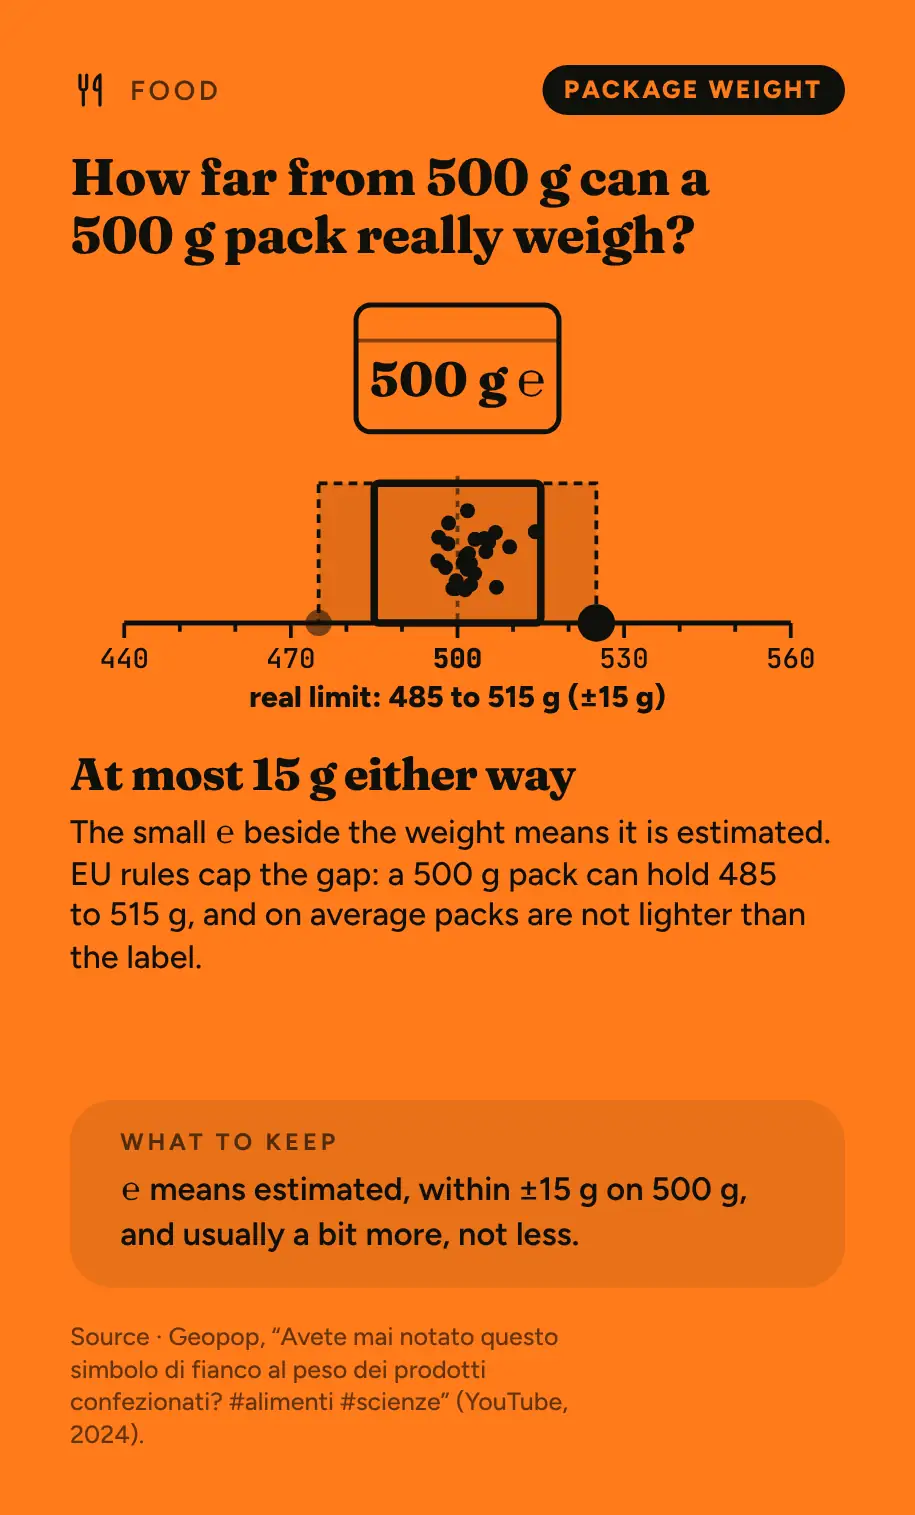 FOOD
PACKAGE WEIGHT
How far from 500 g can a
500 g pack really weigh?
500 g ℮
440 470 500 530 560
real limit: 485 to 515 g (±15 g)
At most 15 g either way
The small ℮ beside the weight means it is estimated.
EU rules cap the gap: a 500 g pack can hold 485
to 515 g, and on average packs are not lighter than
the label.
WHAT TO KEEP
℮ means estimated, within ±15 g on 500 g,
and usually a bit more, not less.
Source · Geopop, “Avete mai notato questo
simbolo di fianco al peso dei prodotti
confezionati? #alimenti #scienze” (YouTube,
2024).